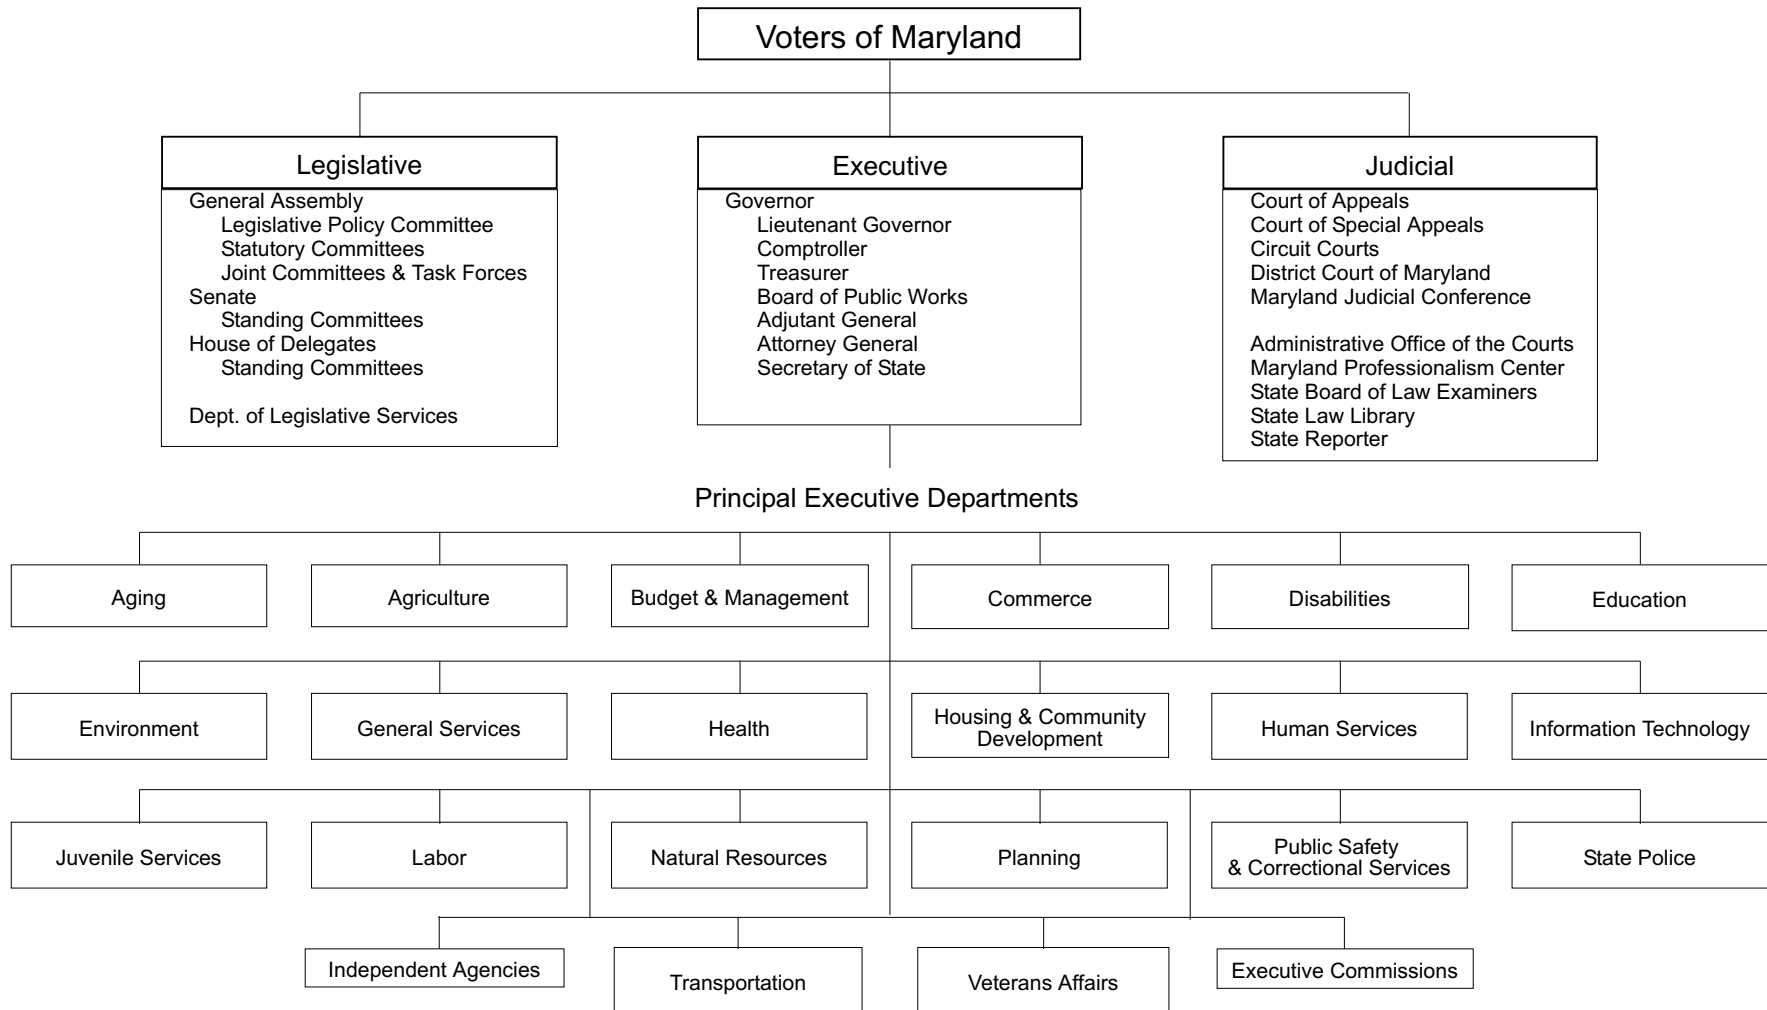 Voters of Maryland
Legislative
General Assembly
Legislative Policy Committee
Statutory Committees
Joint Committees & Task Forces
Senate
Standing Committees
House of Delegates
Standing Committees
Dept. of Legislative Services
Executive
Governor
Lieutenant Governor
Comptroller
Treasurer
Board of Public Works
Adjutant General
Attorney General
Secretary of State
Judicial
Court of Appeals
Court of Special Appeals
Circuit Courts
District Court of Maryland
Maryland Judicial Conference
Administrative Office of the Courts
Maryland Professionalism Center
State Board of Law Examiners
State Law Library
State Reporter
Principal Executive Departments
Aging
Agriculture
Budget & Management
Commerce
Disabilities
Education
Environment
General Services
Health
Housing & Community
Development
Human Services
Information Technology
Juvenile Services
Labor
Natural Resources
Planning
Public Safety
& Correctional Services
State Police
Independent Agencies
Transportation
Veterans Affairs
Executive Commissions